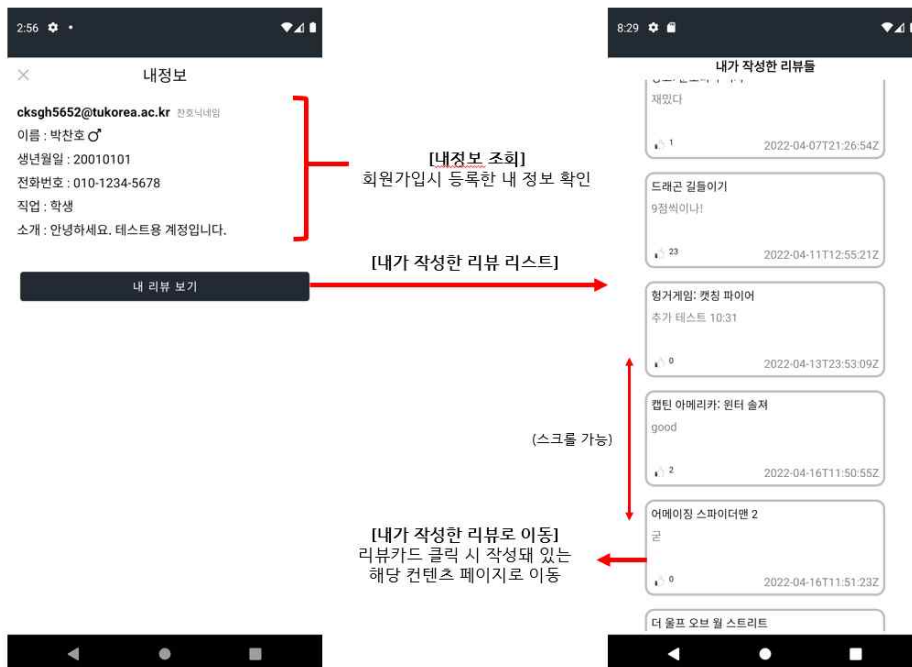 2:56
내정보
cksgh5652@tukorea.ac.kr 찬호닉네임
이름 : 박찬호
생년월일 : 20010101
전화번호 : 010-1234-5678
직업 : 학생
소개 : 안녕하세요. 테스트용 계정입니다.
내 리뷰 보기
[내정보 조회]
회원가입시 등록한 내 정보 확인
[내가 작성한 리뷰 리스트]
(스크롤 가능)
[내가 작성한 리뷰로 이동]
리뷰카드 클릭 시 작성돼 있는
해당 컨텐츠 페이지로 이동
8:29
내가 작성한 리뷰들
재밌다
1 2022-04-07T21:26:54Z
드래곤 길들이기
9점씩이나!
23 2022-04-11T12:55:21Z
헝거게임: 캣칭 파이어
추가 테스트 10:31
0 2022-04-13T23:53:09Z
캡틴 아메리카: 윈터 솔져
good
2 2022-04-16T11:50:55Z
어메이징 스파이더맨 2
굳
0 2022-04-16T11:51:23Z
더 울프 오브 월 스트리트